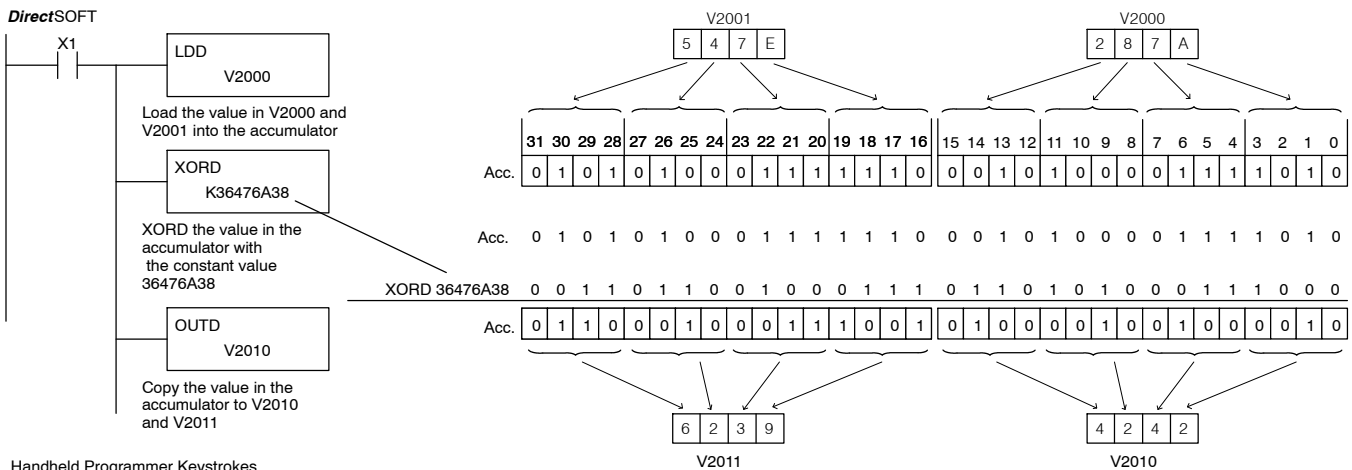 DirectSOFT
X1
LDD
V2000
Load the value in V2000 and
V2001 into the accumulator
XORD
K36476A38
XORD the value in the
accumulator with
the constant value
36476A38
OUTD
V2010
Copy the value in the
accumulator to V2010
and V2011
Handheld Programmer Keystrokes
V2001 V2000
5 4 7 E 2 8 7 A
31 30 29 28 27 26 25 24 23 22 21 20 19 18 17 16 15 14 13 12 11 10 9 8 7 6 5 4 3 2 1 0
Acc. 0 1 0 1 0 1 0 0 0 1 1 1 1 1 1 0 0 0 1 0 1 0 0 0 0 1 1 1 1 0 1 0
Acc. 0 1 0 1 0 1 0 0 0 1 1 1 1 1 1 0 0 0 1 0 1 0 0 0 0 1 1 1 1 0 1 0
XORD 36476A38 0 0 1 1 0 1 1 0 0 1 0 0 0 1 1 1 0 1 1 0 1 0 1 0 0 0 1 1 1 0 0 0
Acc. 0 1 1 0 0 0 1 0 0 0 1 1 1 0 0 1 0 1 0 0 0 0 1 0 0 1 0 0 0 0 1 0
6 2 3 9 4 2 4 2
V2011 V2010